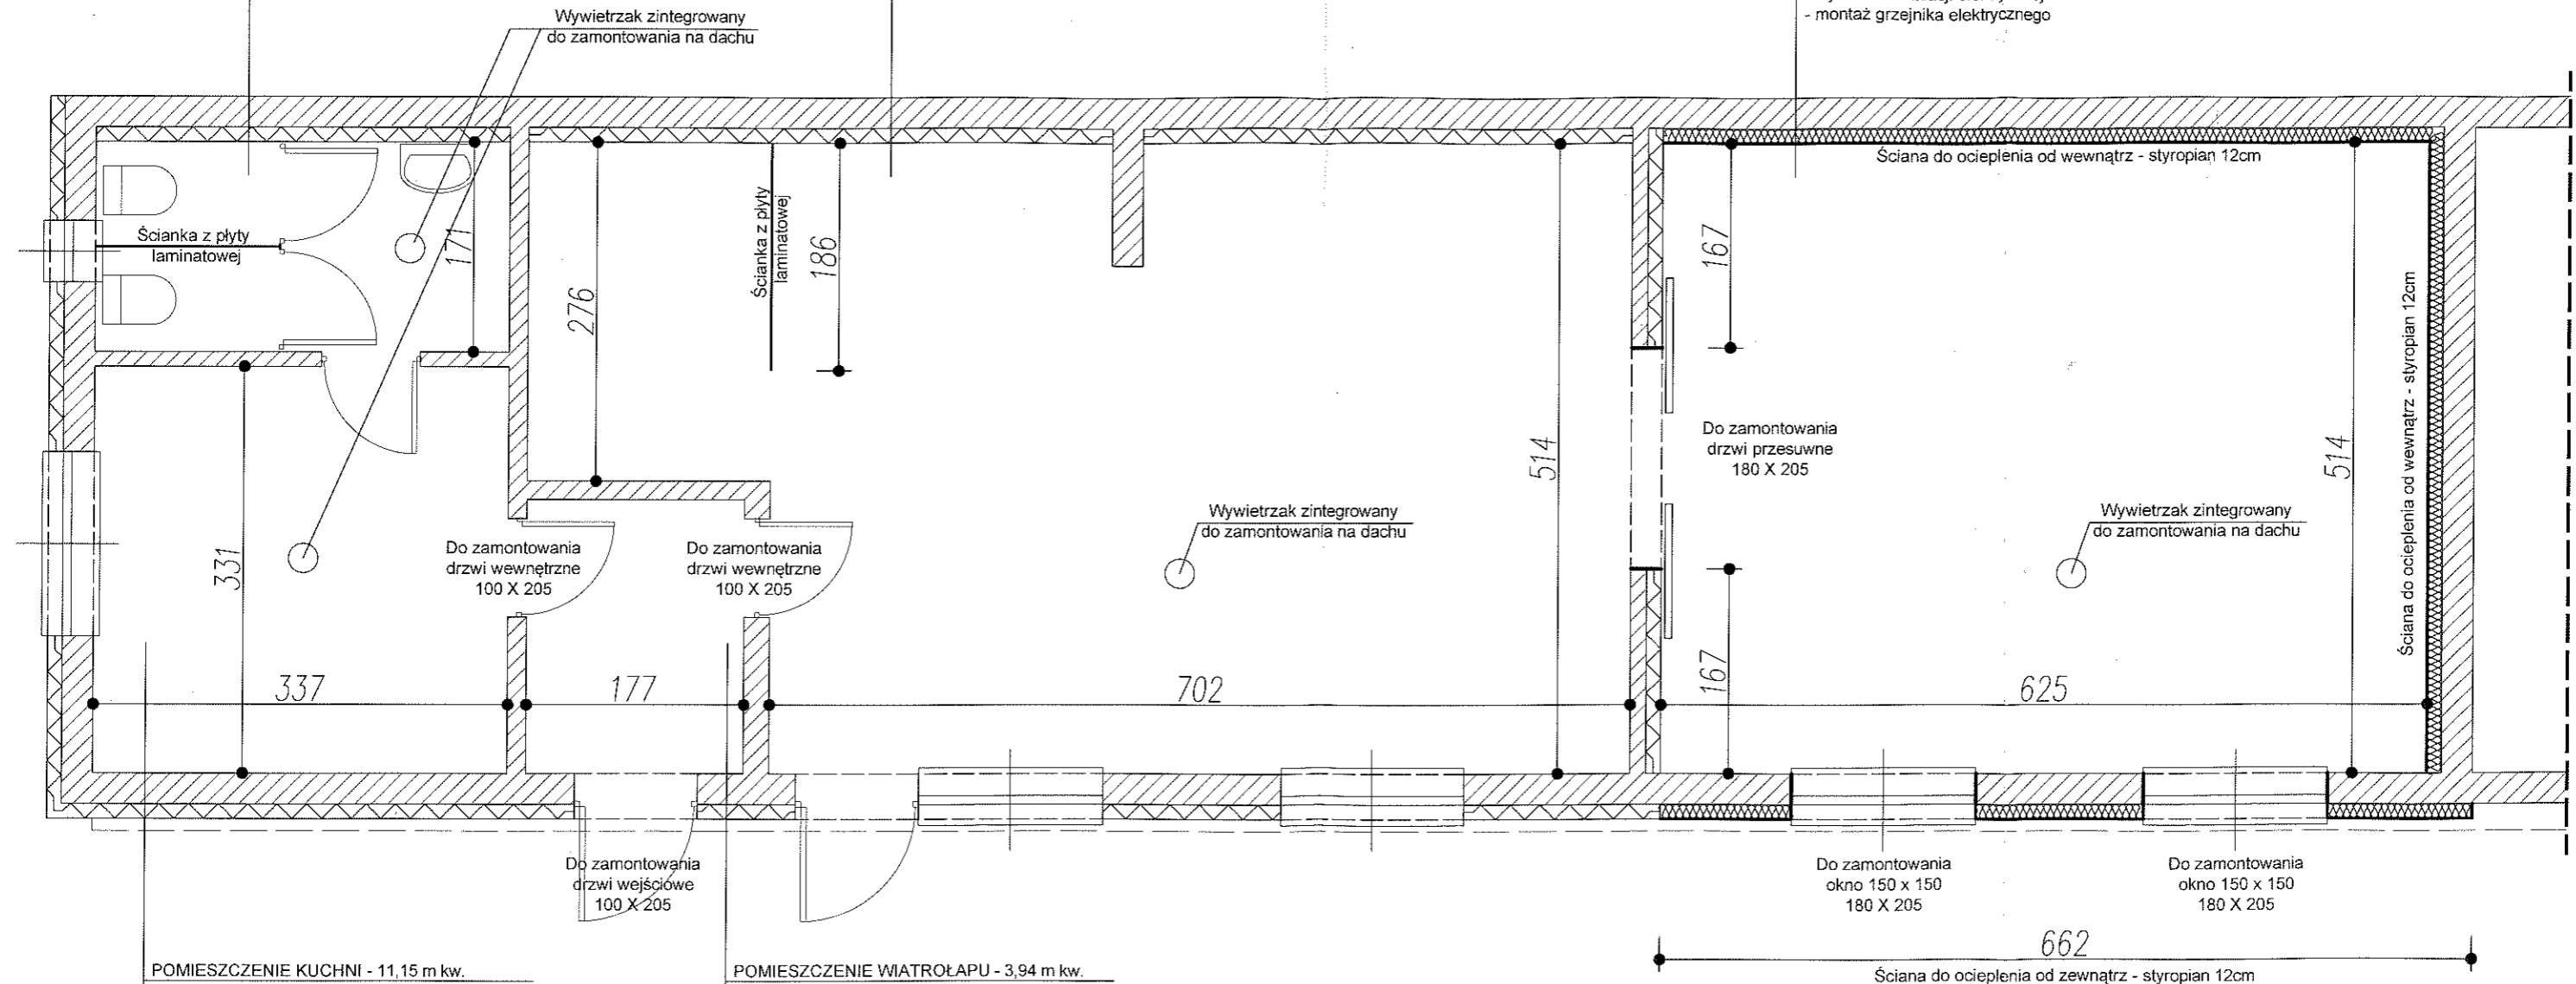 Wywietrzak zintegrowany
do zamontowania na dachu
- montaż grzejnika elektrycznego
Ściana do ocieplenia od wewnątrz - styropian 12cm
Ścianka z płyty
laminatowej
171
276
Ścianka z płyty
laminatowej
186
167
Ściana do ocieplenia od wewnątrz - styropian 12cm
Do zamontowania
drzwi przesuwne
180 X 205
514
514
Wywietrzak zintegrowany
do zamontowania na dachu
Wywietrzak zintegrowany
do zamontowania na dachu
331
Do zamontowania
drzwi wewnętrzne
100 X 205
Do zamontowania
drzwi wewnętrzne
100 X 205
167
337
177
702
625
Do zamontowania
drzwi wejściowe
100 X 205
Do zamontowania
okno 150 x 150
180 X 205
Do zamontowania
okno 150 x 150
180 X 205
662
Ściana do ocieplenia od zewnątrz - styropian 12cm
POMIESZCZENIE KUCHNI - 11,15 m kw.
POMIESZCZENIE WIATROŁAPU - 3,94 m kw.